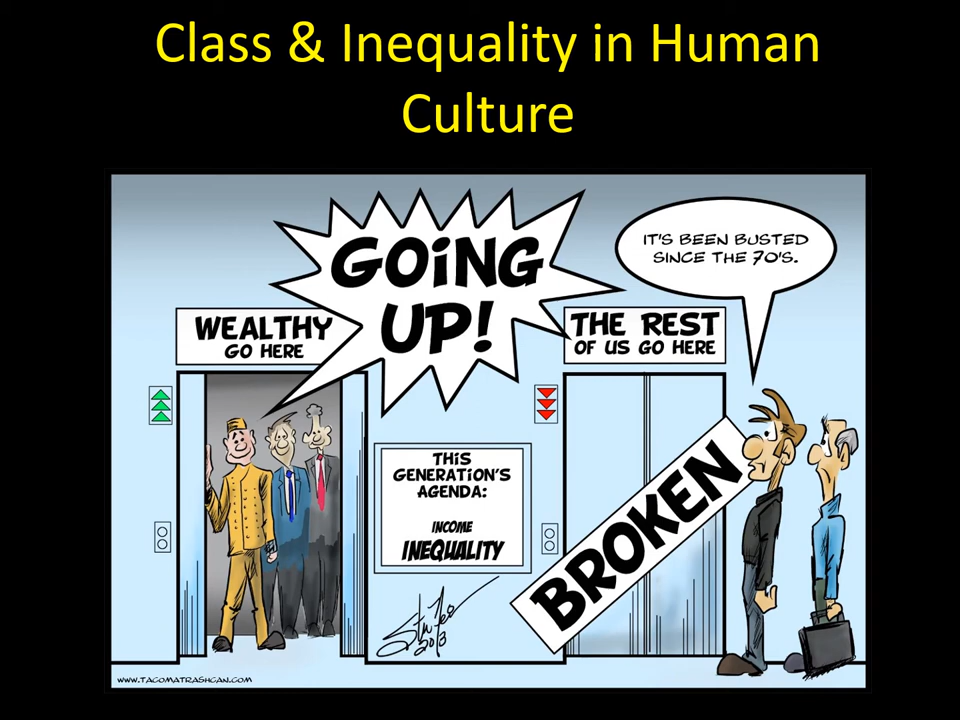 Class & Inequality in Human
Culture
GOING
UP!
IT'S BEEN BUSTED
SINCE THE 70'S.
WEALTHY
GO HERE
THE REST
OF US GO HERE
THIS
GENERATION'S
AGENDA:
INCOME
INEQUALITY
BROKEN
2013
WWW.TACOMATRASHCAN.COM